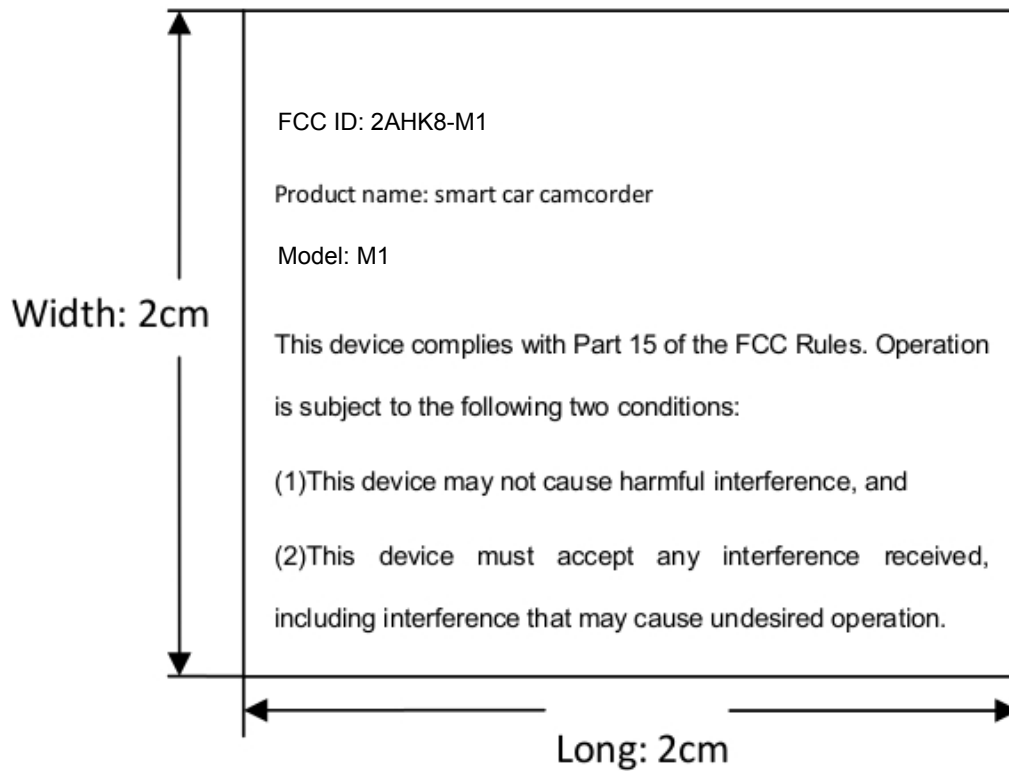 FCC ID: 2AHK8-M1
Product name: smart car camcorder
Model: M1
Width: 2cm
This device complies with Part 15 of the FCC Rules. Operation
is subject to the following two conditions:
(1)This device may not cause harmful interference, and
(2)This device must accept any interference received,
including interference that may cause undesired operation.
Long: 2cm